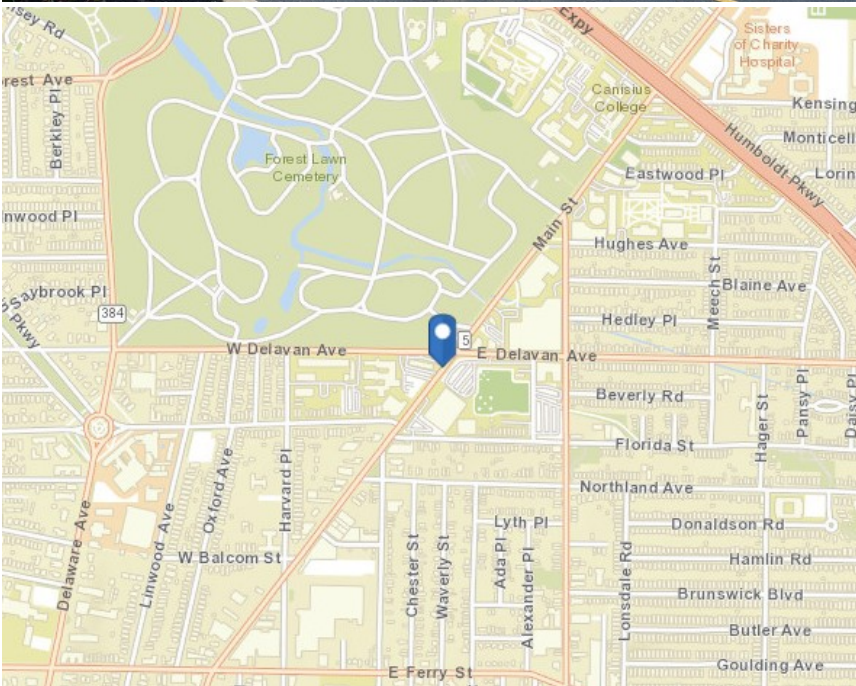 Expy
Sisters
of Charity
Hospital
Canisius
College
Kensing
Berkley Pl
Monticell
Humboldt Pkwy
Forest Lawn
Cemetery
Eastwood Pl
Lorin
nwood Pl
Main St
Hughes Ave
Meech St
Blaine Ave
Saybrook Pl
Pkwy
384
Hedley Pl
5
W Delavan Ave
E Delavan Ave
Beverly Rd
Hager St
Pansy Pl
Daisy Pl
Florida St
Oxford Ave
Harvard Pl
Northland Ave
Linwood Ave
Delaware Ave
Lyth Pl
Donaldson Rd
W Balcom St
Chester St
Waverly St
Ada Pl
Alexander Pl
Lonsdale Rd
Hamlin Rd
Brunswick Blvd
Butler Ave
E Ferry St
Goulding Ave